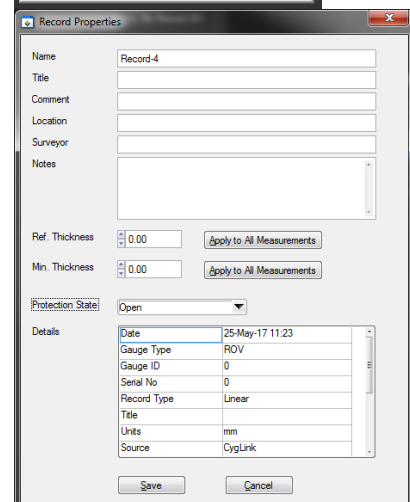 Record Properties
Name Record-4
Title
Comment
Location
Surveyor
Notes
Ref. Thickness 0.00 Apply to All Measurements
Min. Thickness 0.00 Apply to All Measurements
Protection State Open
Details Date 25-May-17 11:23
Gauge Type ROV
Gauge ID 0
Serial No 0
Record Type Linear
Title
Units mm
Source CygLink
Save Cancel